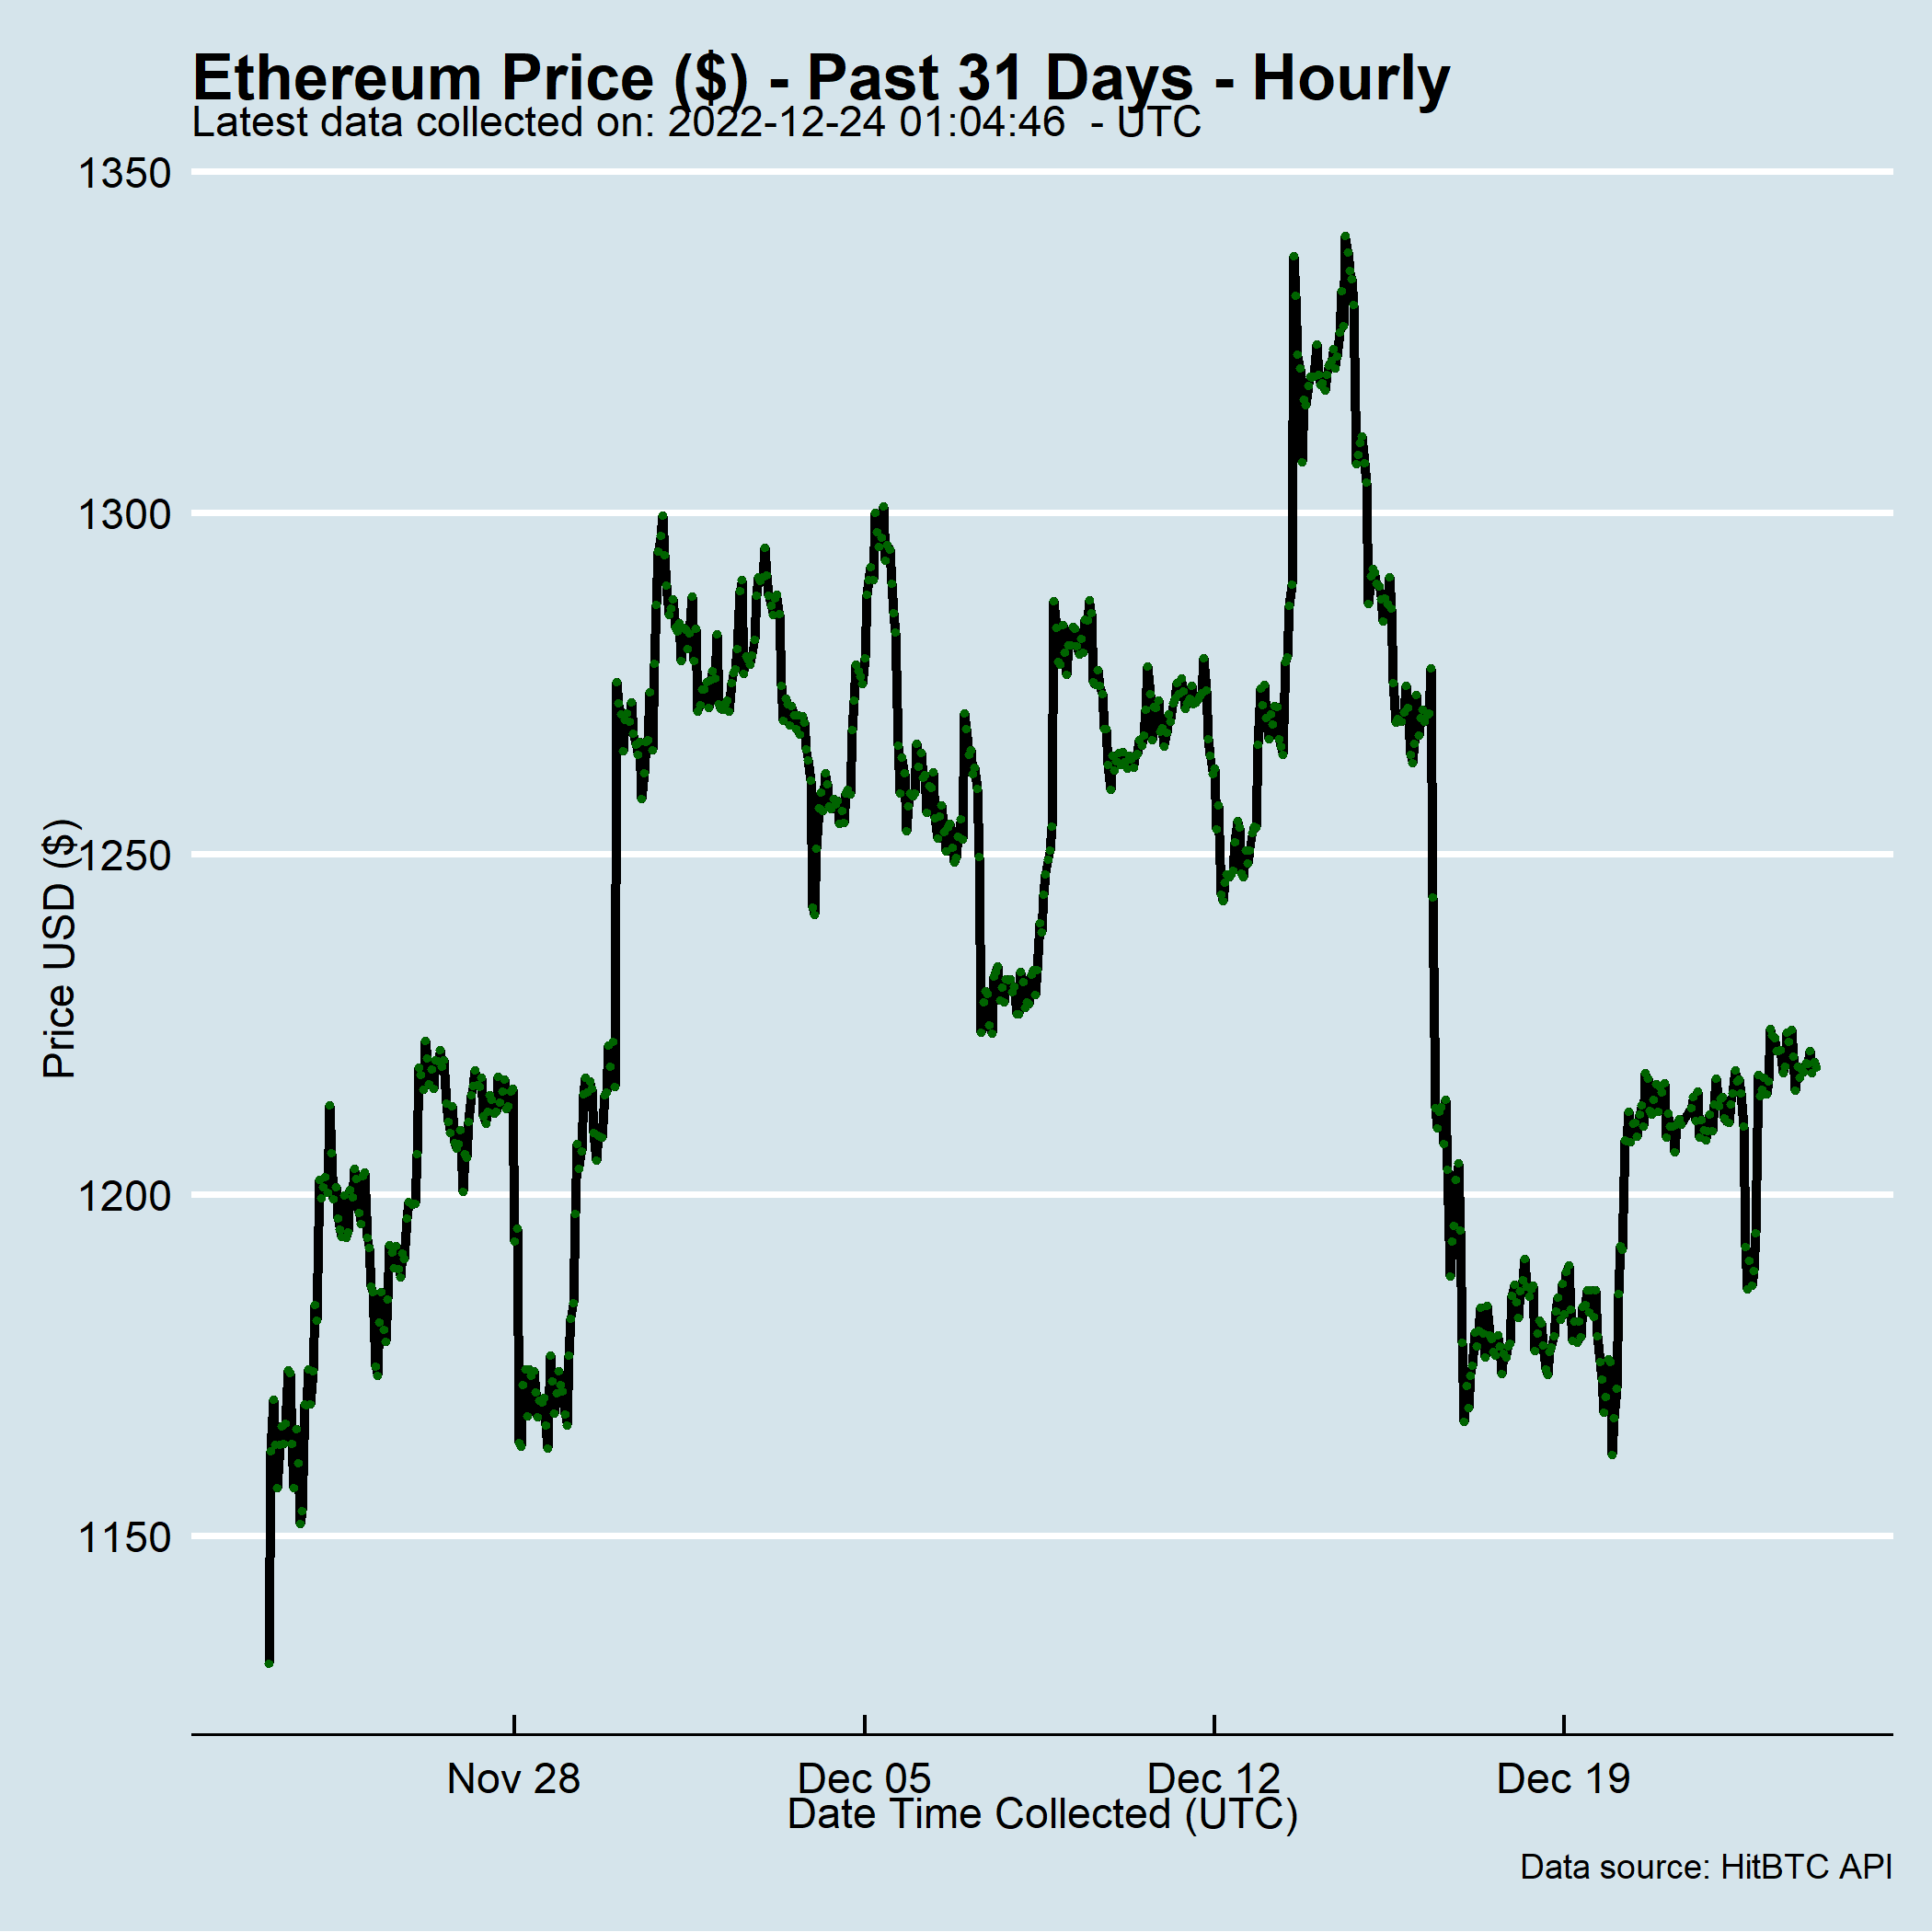 Ethereum Price ($) - Past 31 Days - Hourly
Latest data collected on: 2022-12-24 01:04:46  - UTC
1350
1300
1250
1200
1150
Price USD ($)
Nov 28
Dec 05
Dec 12
Dec 19
Date Time Collected (UTC)
Data source: HitBTC API